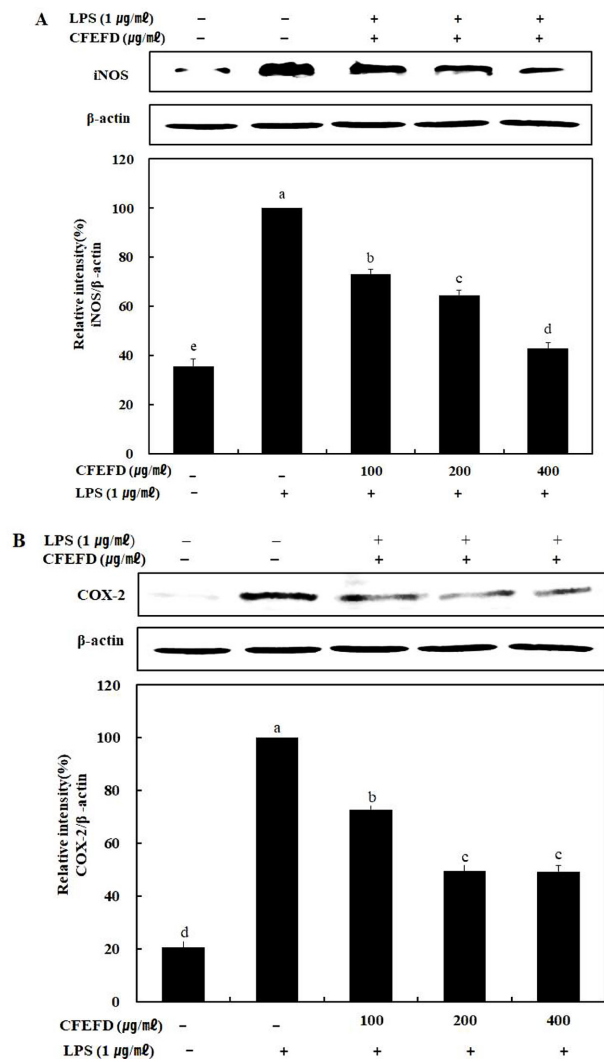 A
LPS (1 ㎍/㎖) – – + + +
CFEFD (㎍/㎖) – – + + +
iNOS
β-actin
Relative intensity(%)
iNOS/β-actin
120
100
80
60
40
20
0
e
a
b
c
d
CFEFD (㎍/㎖) – – 100 200 400
LPS (1 ㎍/㎖) – + + + +
B
LPS (1 ㎍/㎖) – – + + +
CFEFD (㎍/㎖) – – + + +
COX-2
β-actin
Relative intensity(%)
COX-2/β-actin
120
100
80
60
40
20
0
d
a
b
c
c
CFEFD (㎍/㎖) – – 100 200 400
LPS (1 ㎍/㎖) – + + + +